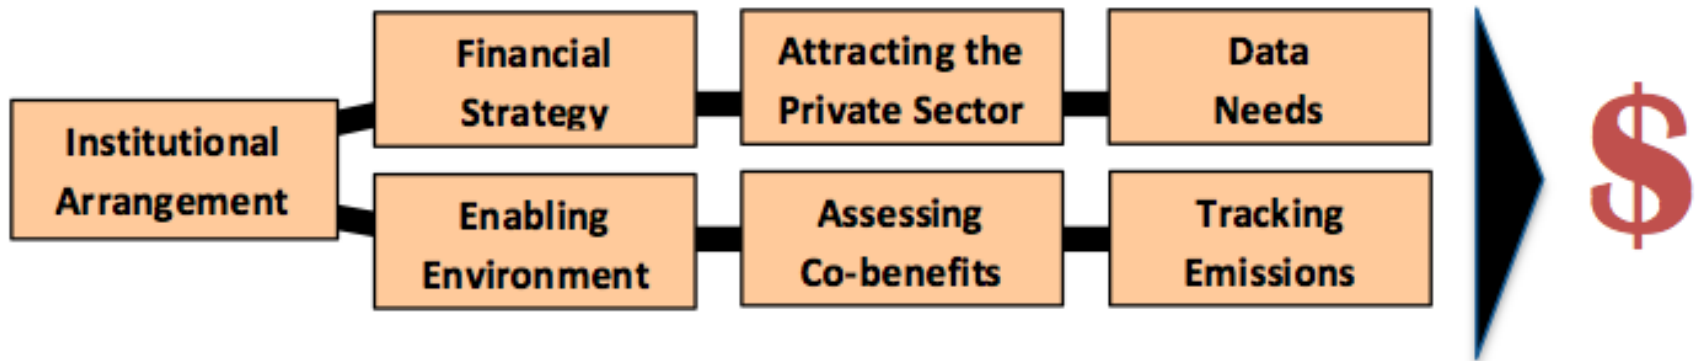 Institutional
Arrangement
Financial
Strategy
Attracting the
Private Sector
Data
Needs
Enabling
Environment
Assessing
Co-benefits
Tracking
Emissions
$